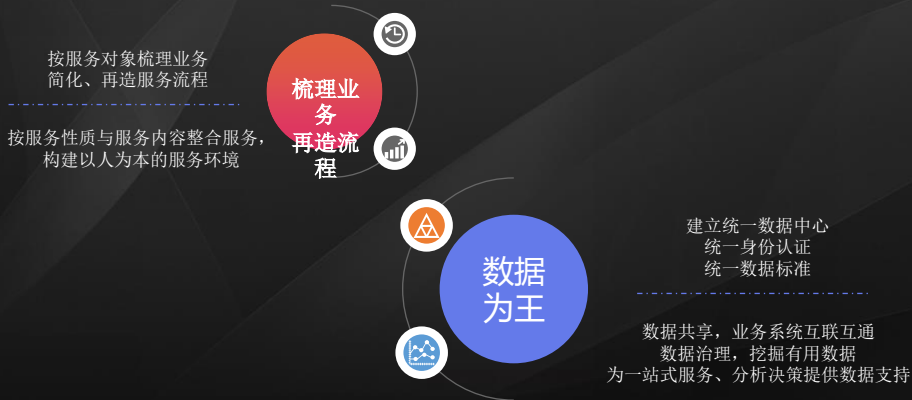 按服务对象梳理业务
简化、再造服务流程
按服务性质与服务内容整合服务，
构建以人为本的服务环境
梳理业
务
再造流
程
数据
为王
建立统一数据中心
统一身份认证
统一数据标准
数据共享，业务系统互联互通
数据治理，挖掘有用数据
为一站式服务、分析决策提供数据支持